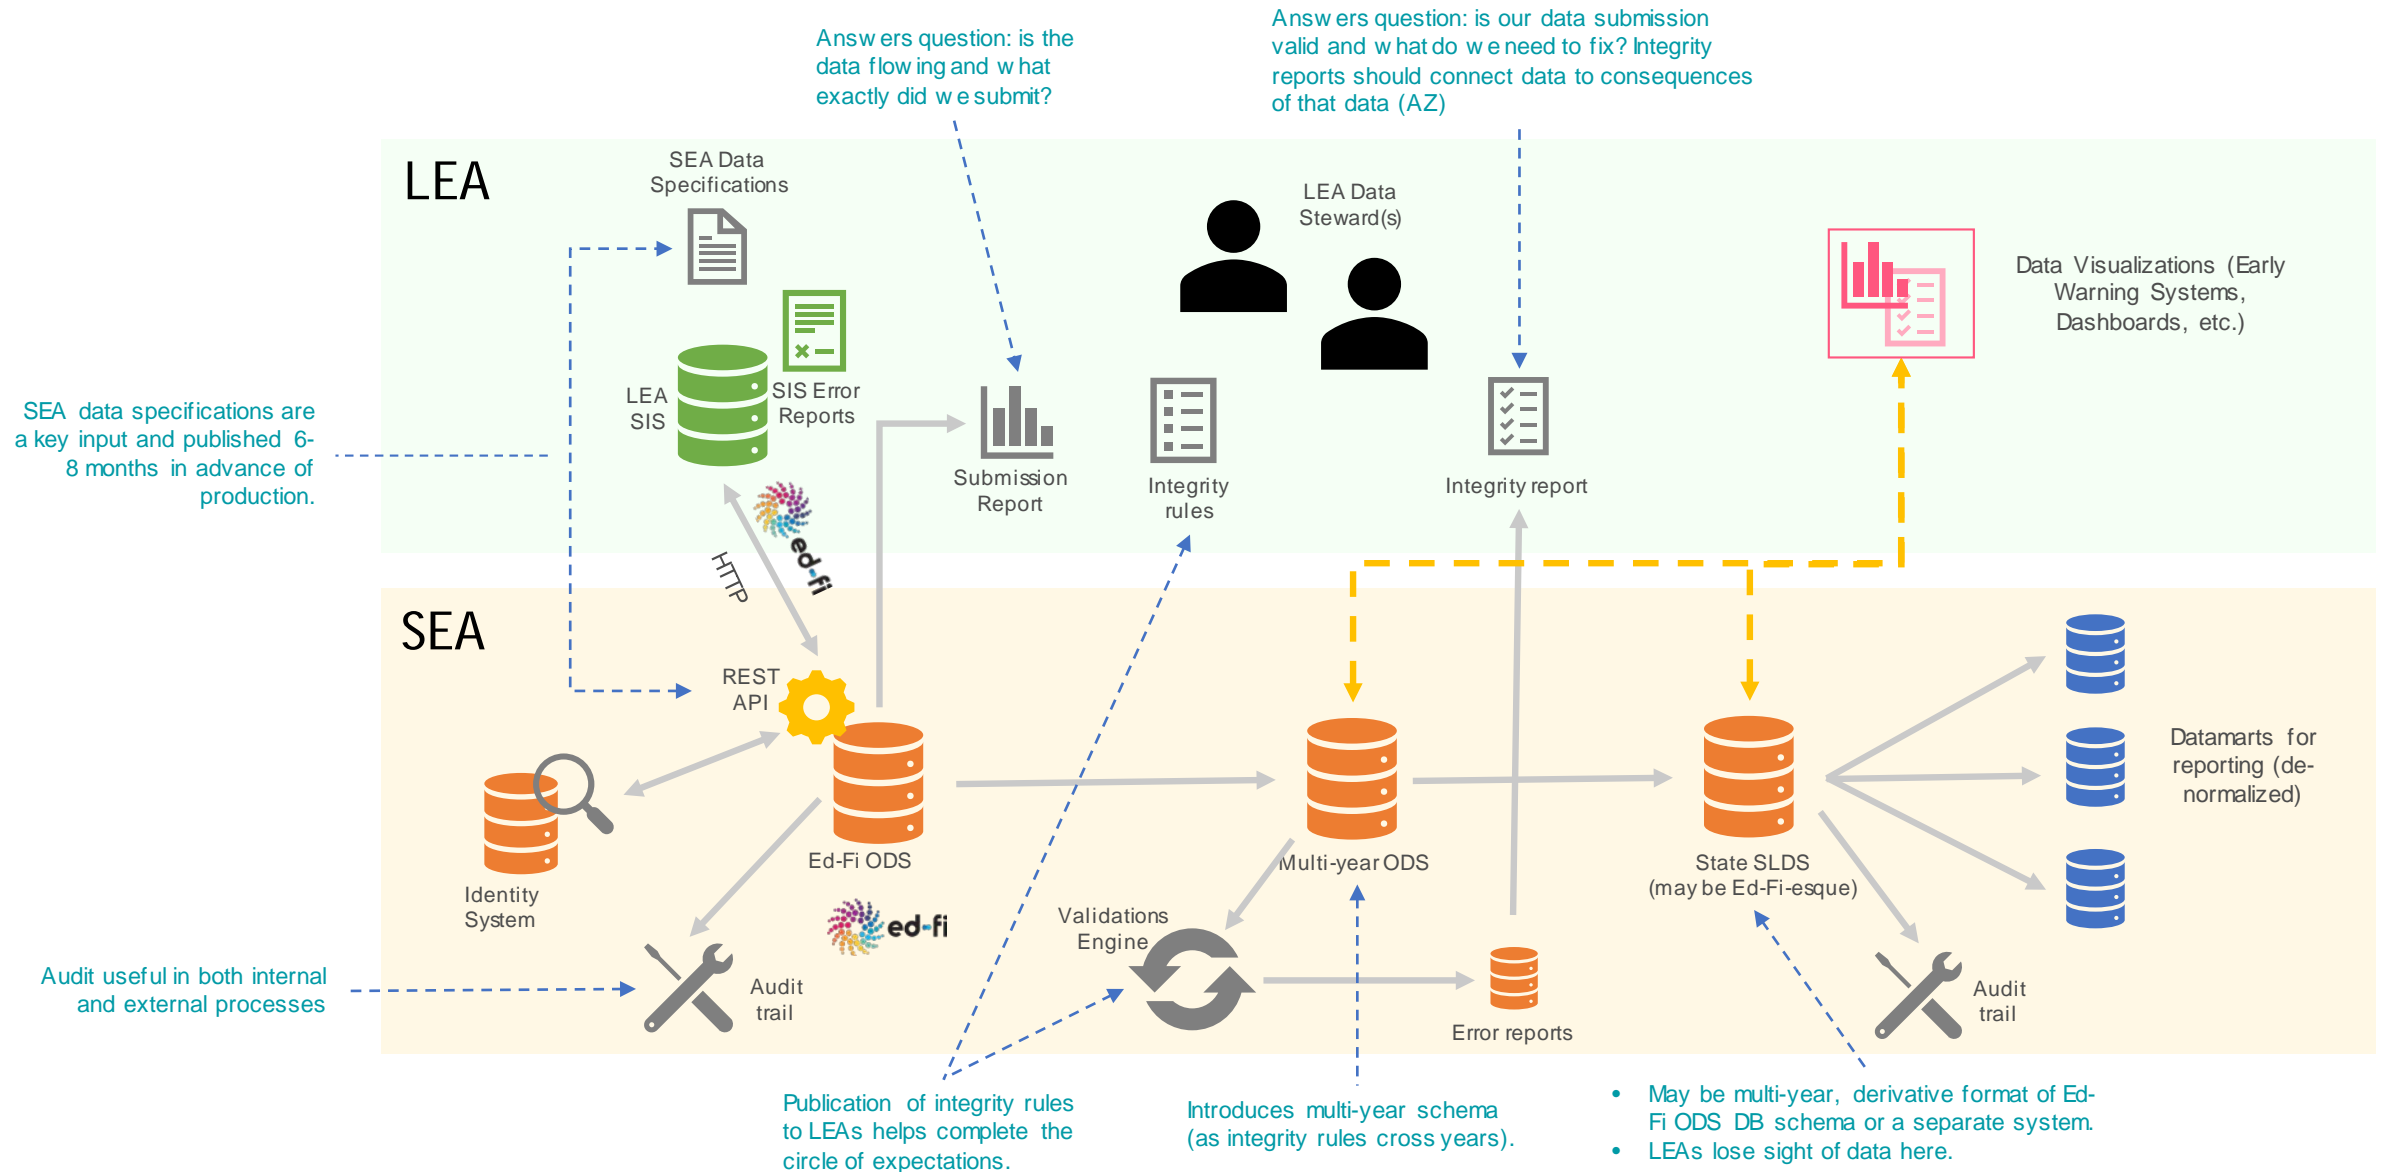 Answers question: is the
data flowing and what
exactly did we submit?
Answers question: is our data submission
valid and what do we need to fix? Integrity
reports should connect data to consequences
of that data (AZ)
LEA
SEA Data
Specifications
LEA Data
Steward(s)
Data Visualizations (Early
Warning Systems,
Dashboards, etc.)
LEA
SIS
SIS Error
Reports
SEA data specifications are
a key input and published 6-
8 months in advance of
production.
Submission
Report
Integrity
rules
Integrity report
HTTP
ed-fi
SEA
REST
API
Datamarts for
reporting (de-
normalized)
Ed-Fi ODS
Multi-year ODS
State SLDS
(may be Ed-Fi-esque)
Identity
System
ed-fi
Validations
Engine
Audit useful in both internal
and external processes
Audit
trail
Error reports
Audit
trail
Publication of integrity rules
to LEAs helps complete the
circle of expectations.
Introduces multi-year schema
(as integrity rules cross years).
• May be multi-year, derivative format of Ed-
Fi ODS DB schema or a separate system.
• LEAs lose sight of data here.